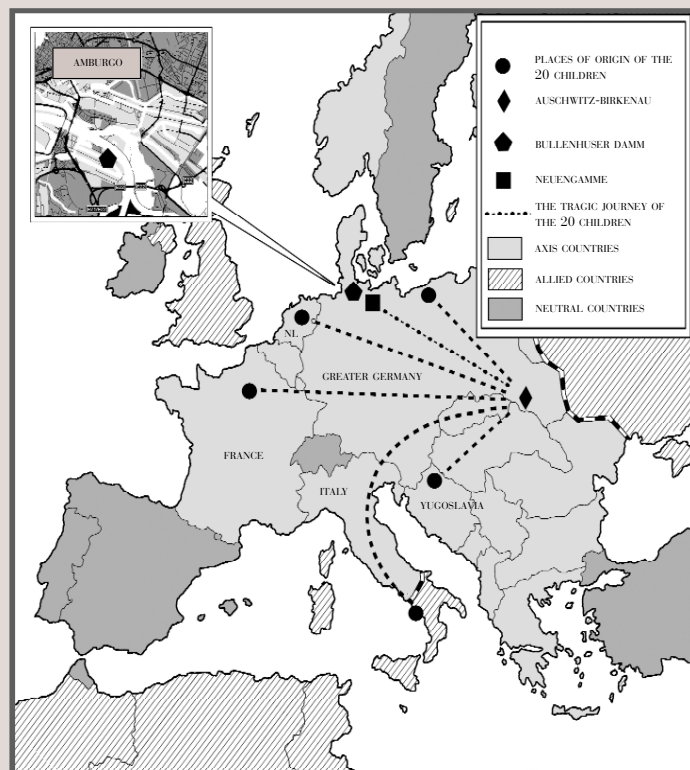 AMBURGO
PLACES OF ORIGIN OF THE
20 CHILDREN
AUSCHWITZ-BIRKENAU
BULLENHUSER DAMM
NEUENGAMME
THE TRAGIC JOURNEY OF
THE 20 CHILDREN
AXIS COUNTRIES
ALLIED COUNTRIES
NEUTRAL COUNTRIES
NL
GREATER GERMANY
FRANCE
ITALY
YUGOSLAVIA